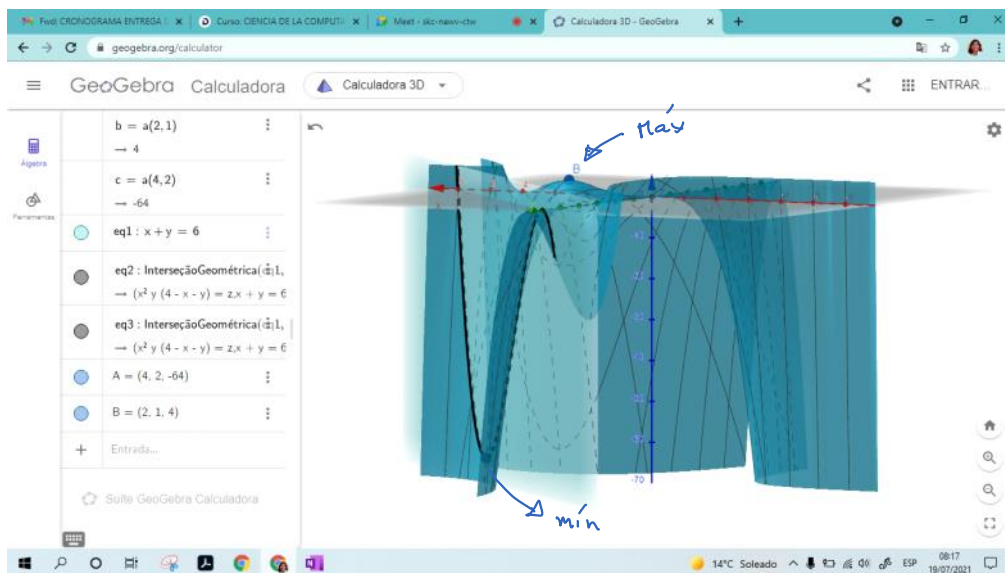 Fwd: CRONOGRAMA ENTREGA
Curso: CIENCIA DE LA COMPUTA
Meet - skc-nawv-ctw
Calculadora 3D - GeoGebra
geogebra.org/calculator
GeoGebra Calculadora
Calculadora 3D
ENTRAR...
Álgebra
Ferramentas
b = a(2,1)
→ 4
c = a(4,2)
→ -64
eq1 : x + y = 6
eq2 : InterseçãoGeométrica(
→ (x² y (4 - x - y) = z, x + y = 6
eq3 : InterseçãoGeométrica(
→ (x² y (4 - x - y) = z, x + y = 6
A = (4, 2, -64)
B = (2, 1, 4)
Entrada...
Suíte GeoGebra Calculadora
Máx
B
-70
mín
14°C Soleado
ESP
08:17
19/07/2021